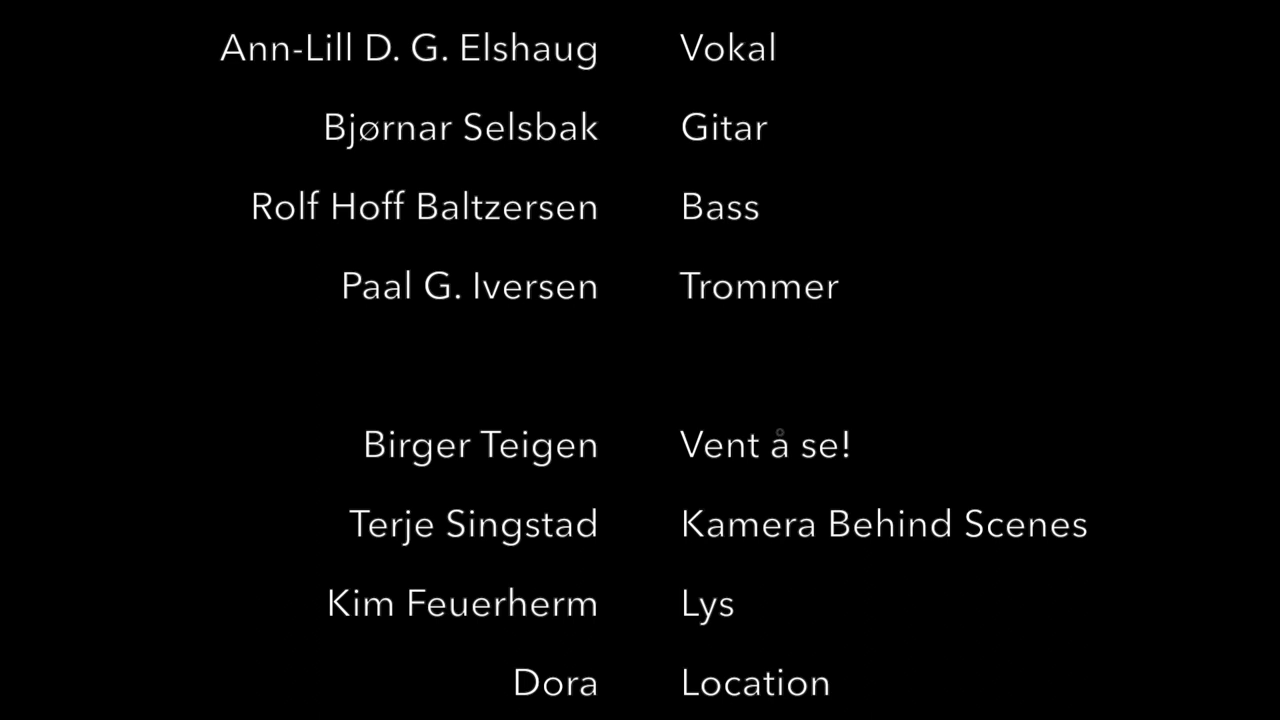 Ann-Lill D. G. Elshaug Vokal
Bjørnar Selsbak Gitar
Rolf Hoff Baltzersen Bass
Paal G. Iversen Trommer
Birger Teigen Vent å se!
Terje Singstad Kamera Behind Scenes
Kim Feuerherm Lys
Dora Location